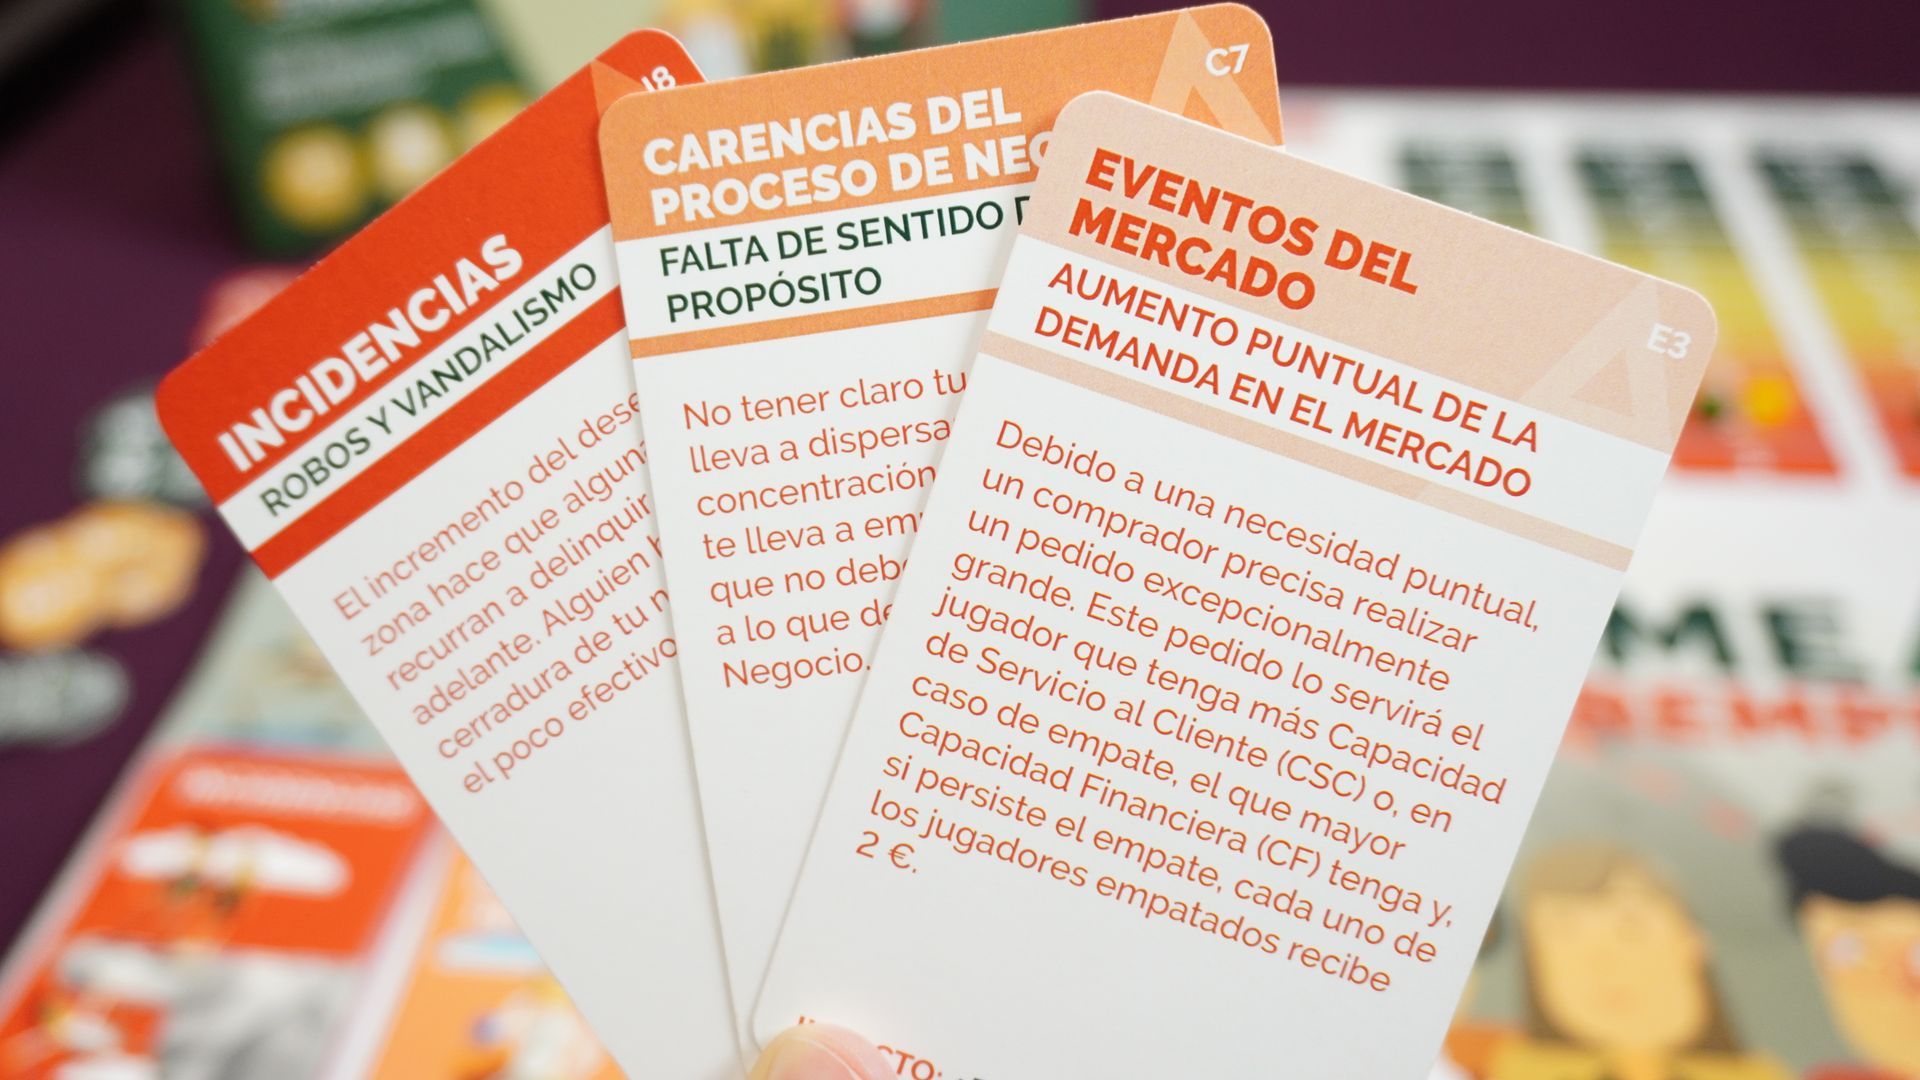 I8
INCIDENCIAS
ROBOS Y VANDALISMO
El incremento del dese
zona hace que alguna
recurran a delinquir
adelante. Alguien
cerradura de tu
el poco efectivo
C7
CARENCIAS DEL
PROCESO DE NEG
FALTA DE SENTIDO
PROPÓSITO
No tener claro tu
lleva a dispersa
concentración
te lleva a em
que no debe
a lo que de
Negocio.
E3
EVENTOS DEL
MERCADO
AUMENTO PUNTUAL DE LA
DEMANDA EN EL MERCADO
Debido a una necesidad puntual,
un comprador precisa realizar
un pedido excepcionalmente
grande. Este pedido lo servirá el
jugador que tenga más Capacidad
de Servicio al Cliente (CSC) o, en
caso de empate, el que mayor
Capacidad Financiera (CF) tenga y,
si persiste el empate, cada uno de
los jugadores empatados recibe
2 €.
CTO: